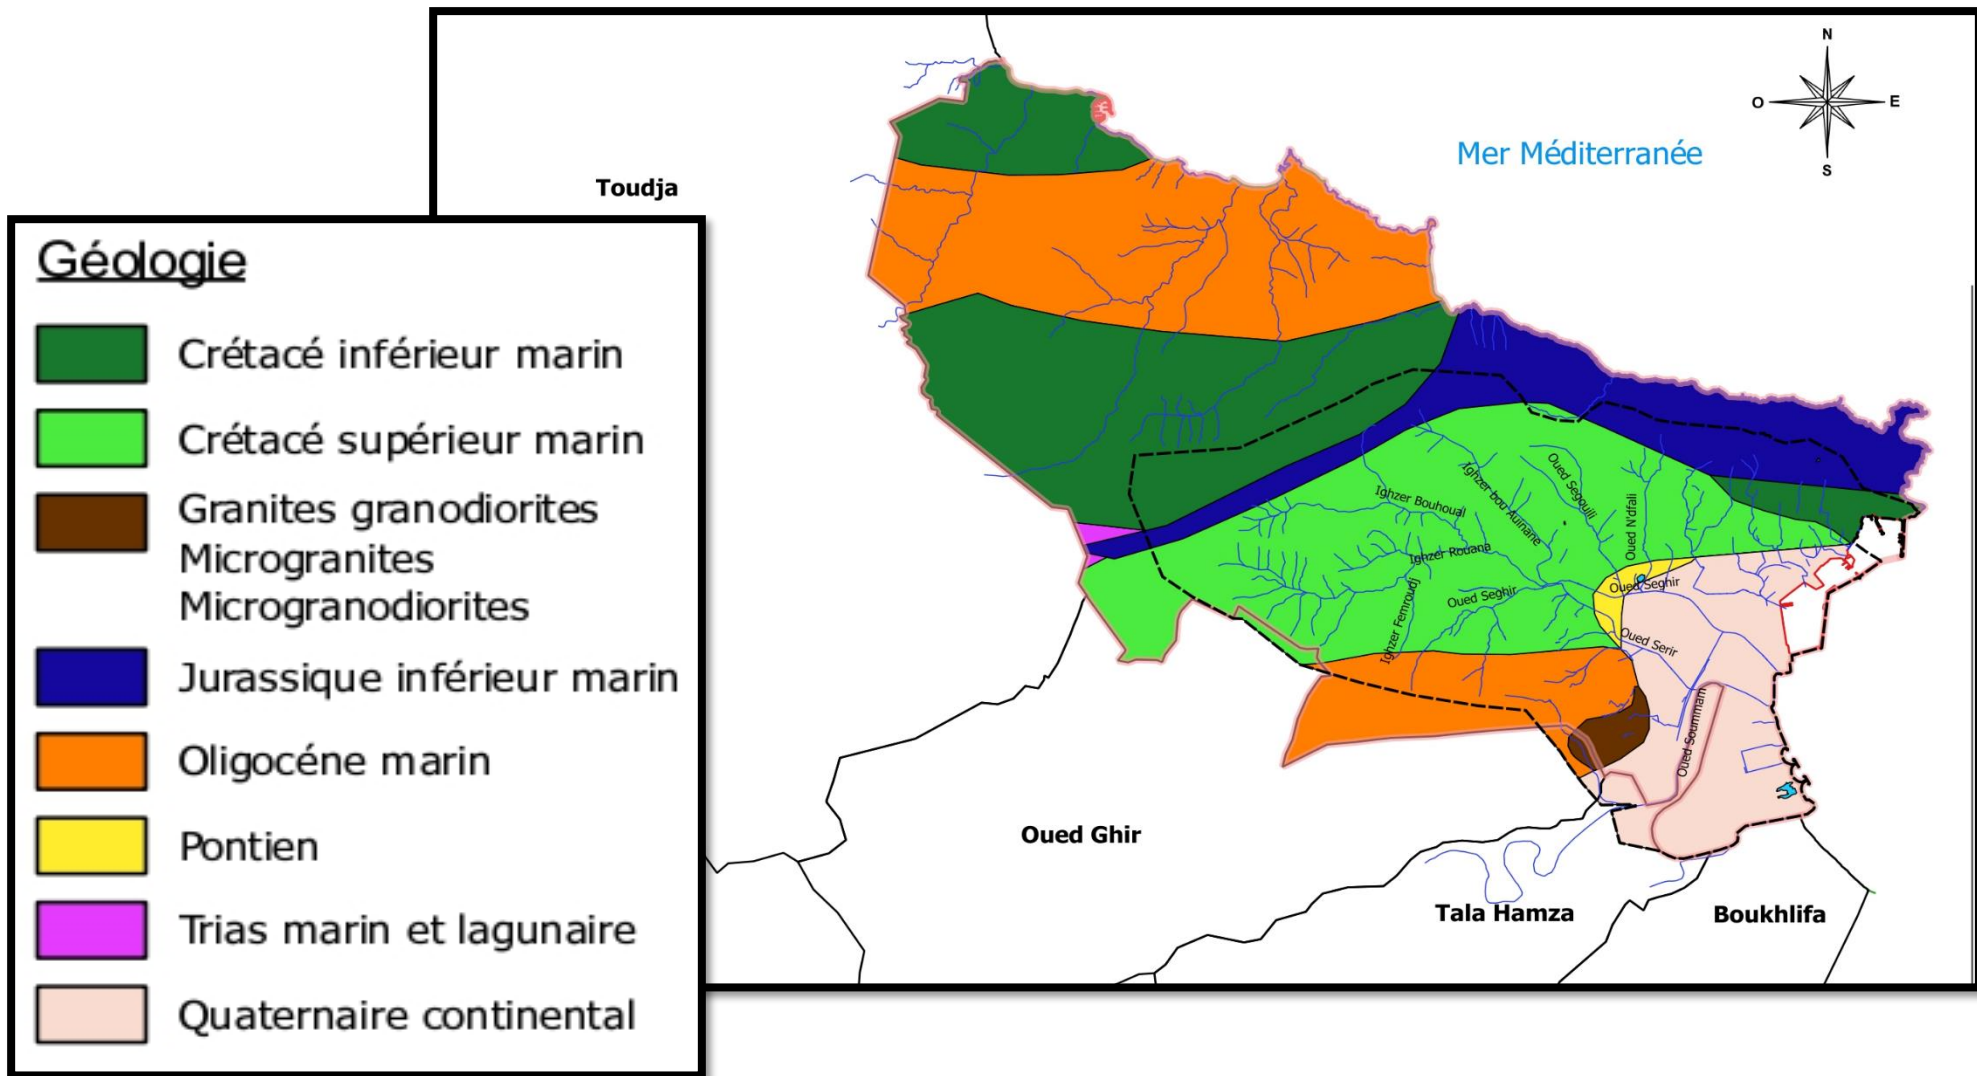 N
O
E
S
Mer Méditerranée
Toudja
Géologie
Crétacé inférieur marin
Crétacé supérieur marin
Granites granodiorites
Microgranites
Microgranodiorites
Jurassique inférieur marin
Oligocéne marin
Pontien
Trias marin et lagunaire
Quaternaire continental
Ighzer Bouhoual
Ighzer bou Auinane
Oued Segouili
Oued N'dfali
Ighzer Rouana
Ighzer Femroudj
Oued Seghir
Oued Seghir
Oued Serir
Oued Soummam
Oued Ghir
Tala Hamza
Boukhlifa